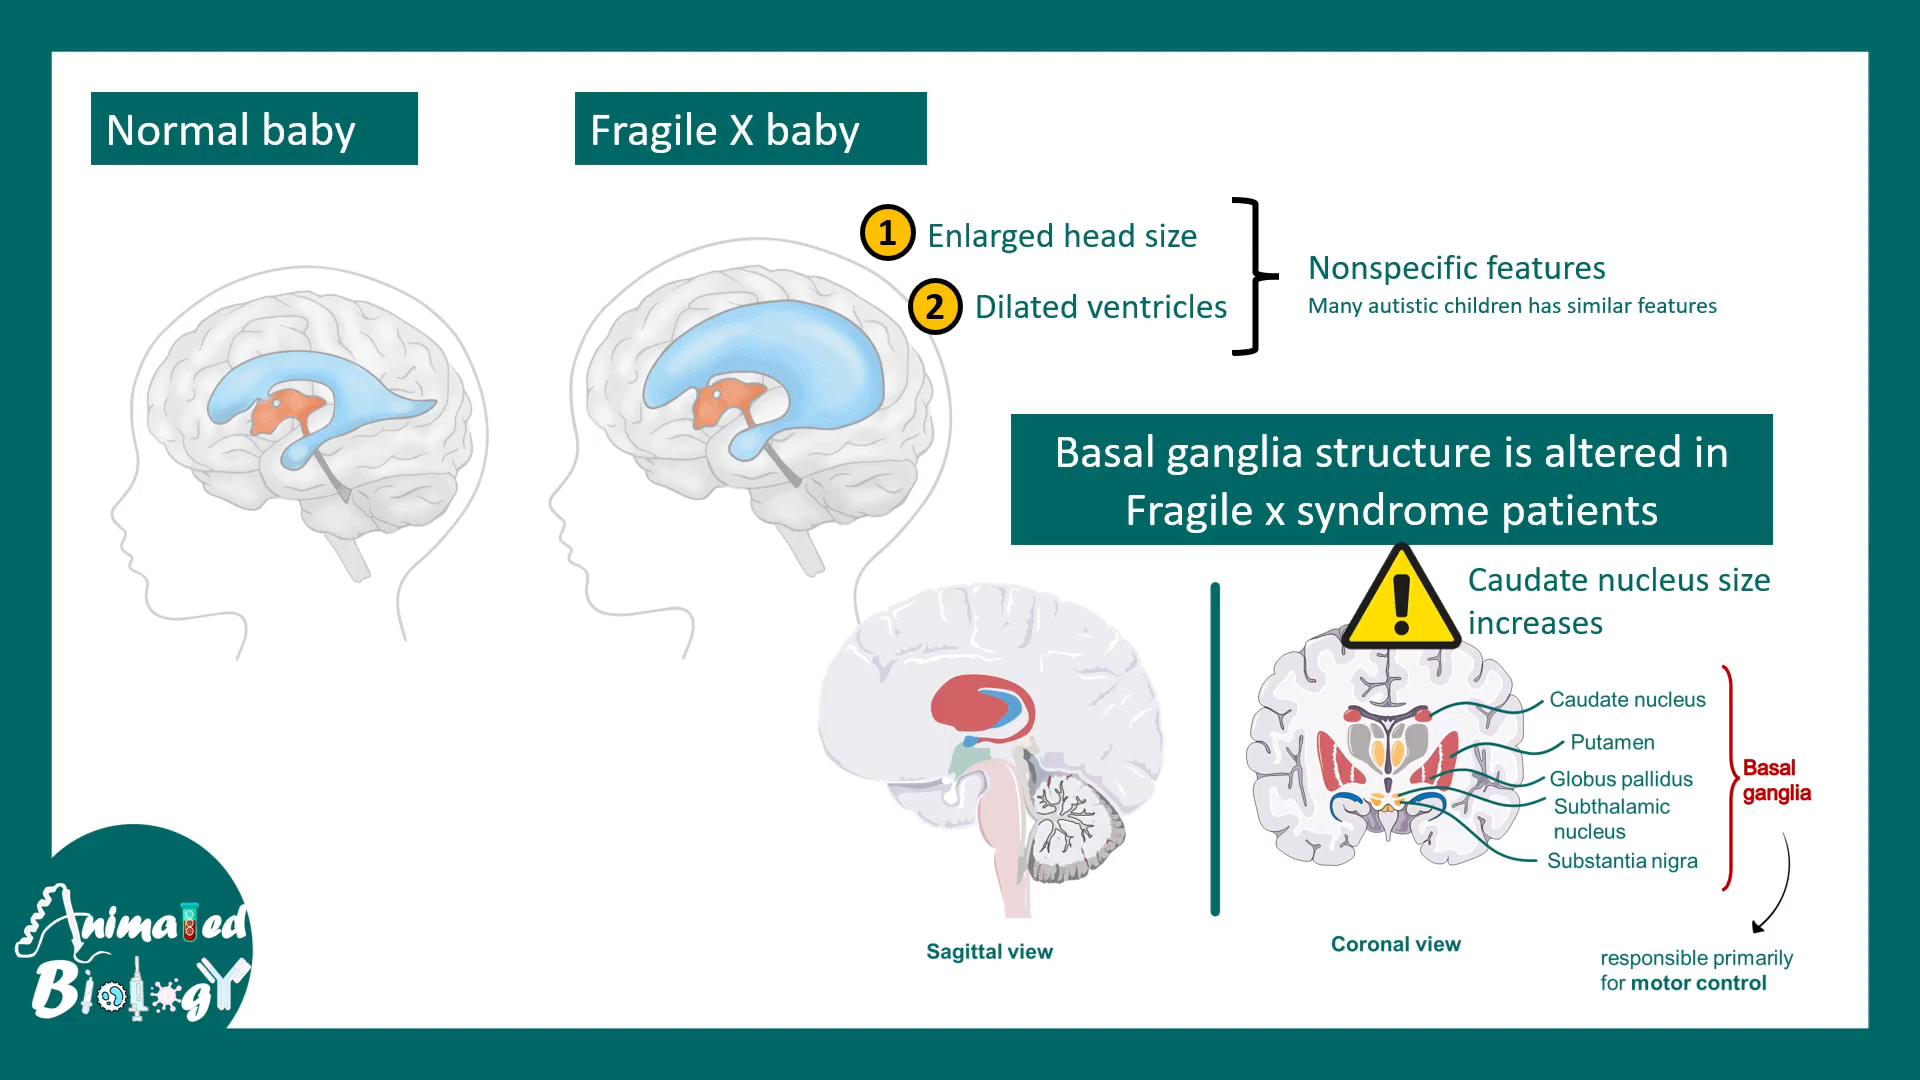 Normal baby
Fragile X baby
1 Enlarged head size
2 Dilated ventricles
Nonspecific features
Many autistic children has similar features
Basal ganglia structure is altered in
Fragile x syndrome patients
Caudate nucleus size
increases
Caudate nucleus
Putamen
Globus pallidus
Subthalamic
nucleus
Substantia nigra
Basal
ganglia
Sagittal view
Coronal view
responsible primarily
for motor control
Animated
Biology